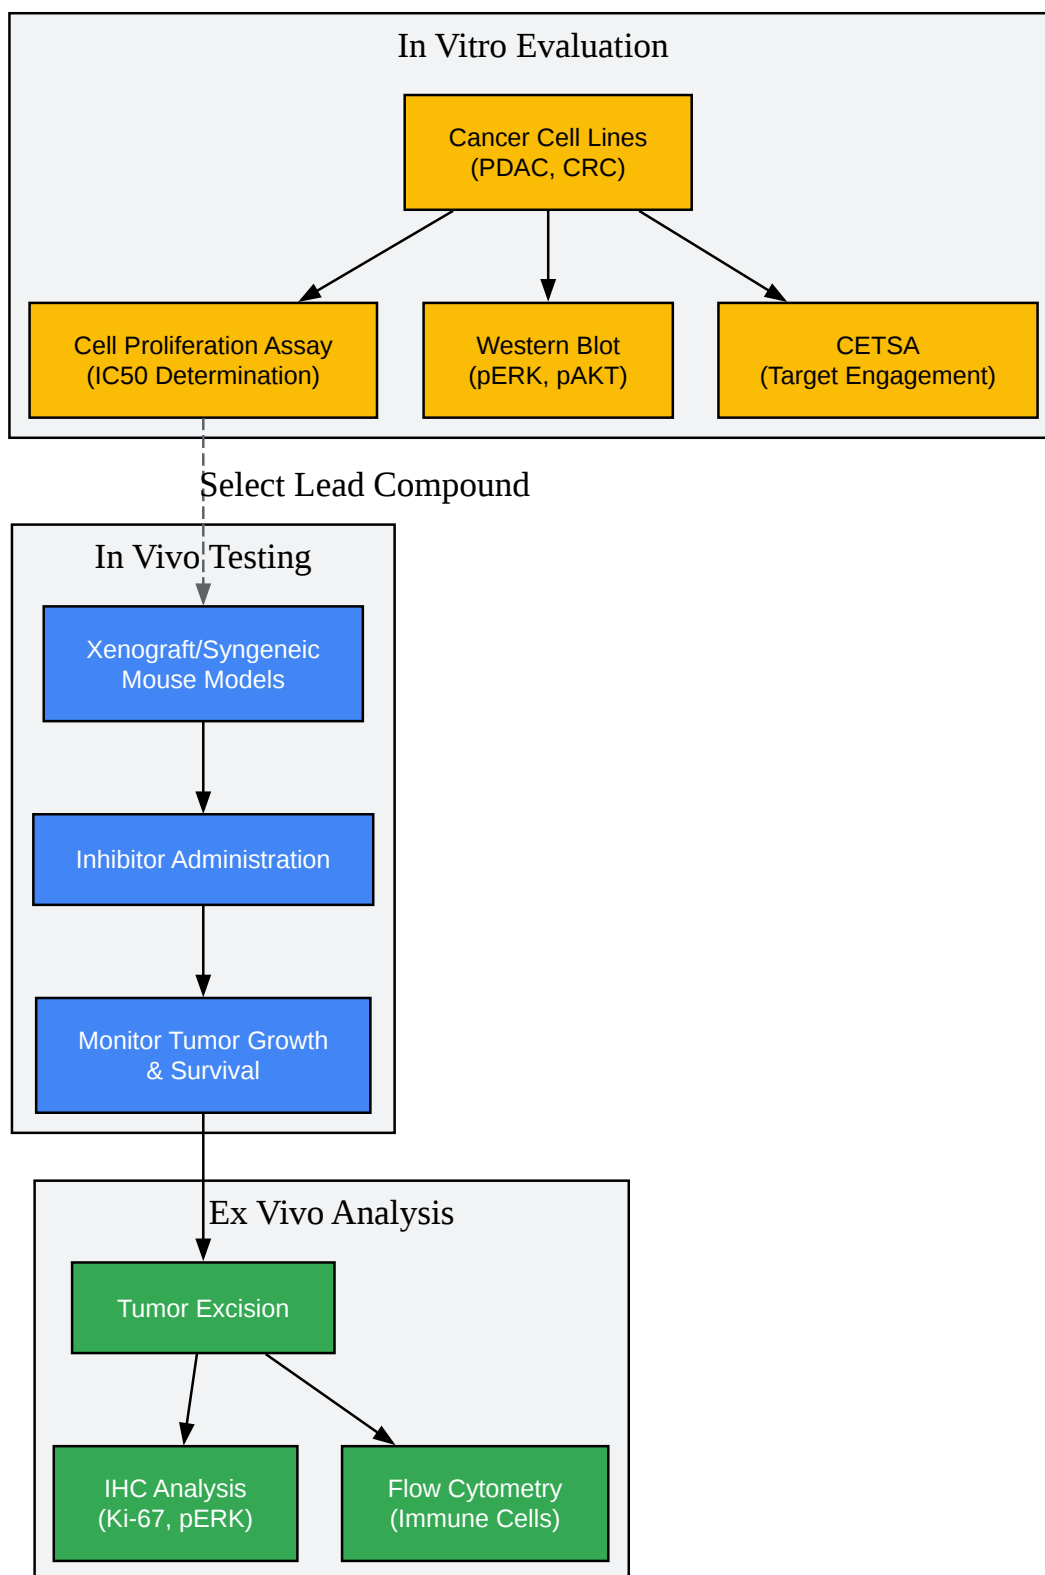 In Vitro Evaluation
Cancer Cell Lines
(PDAC, CRC)
Cell Proliferation Assay
(IC50 Determination)
Western Blot
(pERK, pAKT)
CETSA
(Target Engagement)
Select Lead Compound
In Vivo Testing
Xenograft/Syngeneic
Mouse Models
Inhibitor Administration
Monitor Tumor Growth
& Survival
Ex Vivo Analysis
Tumor Excision
IHC Analysis
(Ki-67, pERK)
Flow Cytometry
(Immune Cells)